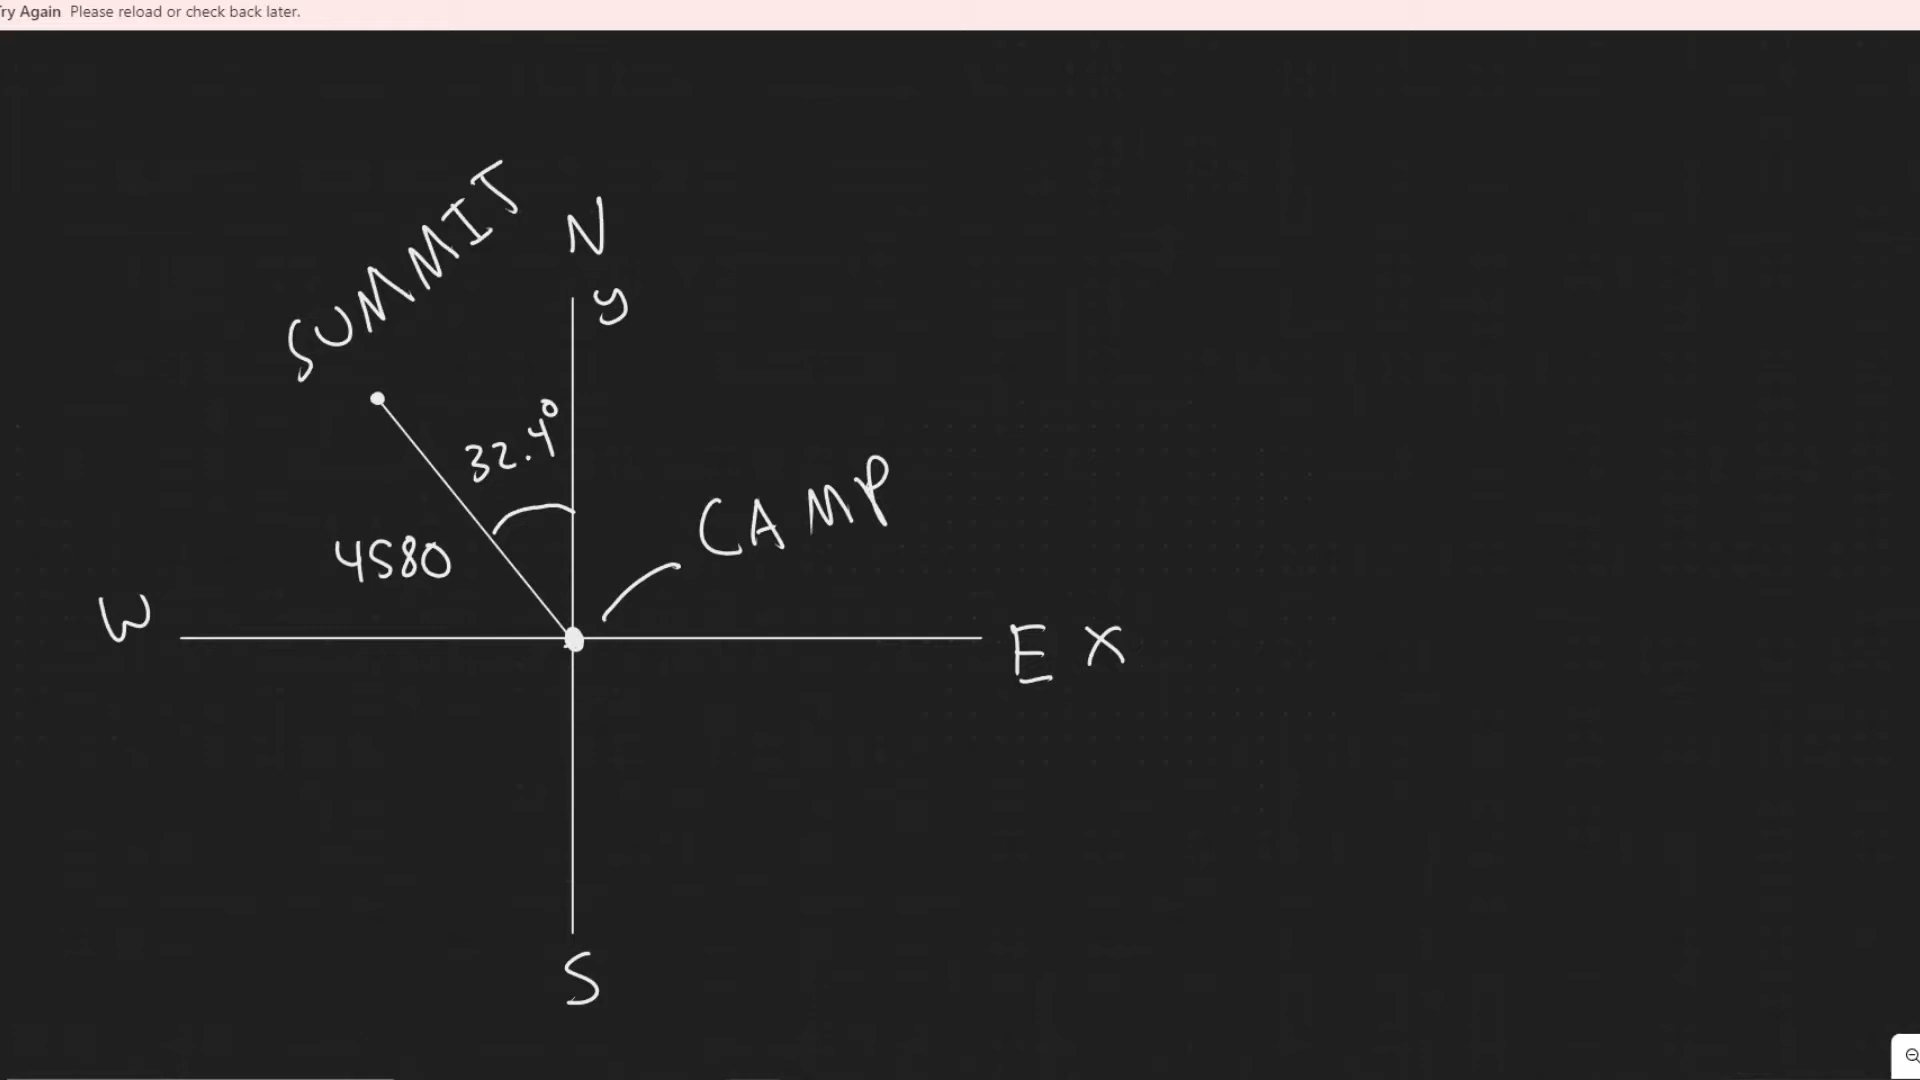 ry Again Please reload or check back later.
SUMMIT
N
y
32.4°
CAMP
4580
W
E X
S